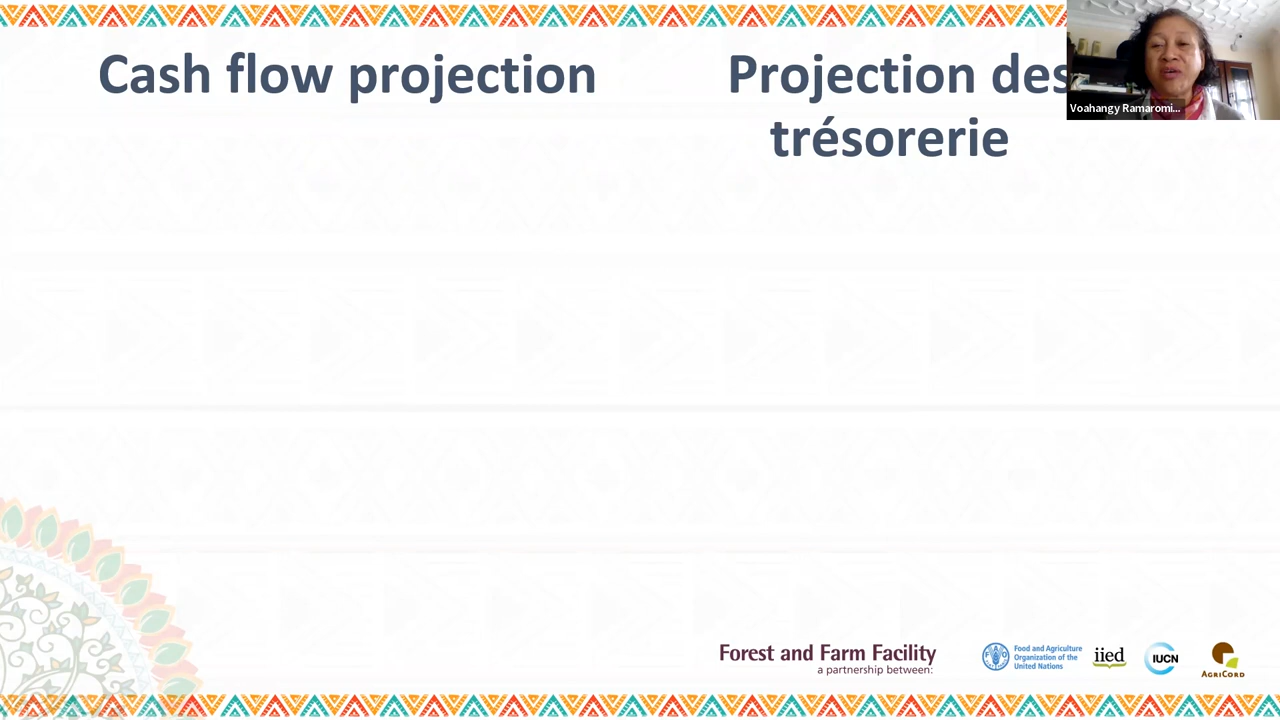 Cash flow projection
Projection des
trésorerie
Voahangy Ramaromi...
Forest and Farm Facility
a partnership between:
FAO
Food and Agriculture
Organization of the
United Nations
iied
IUCN
AGRICORD